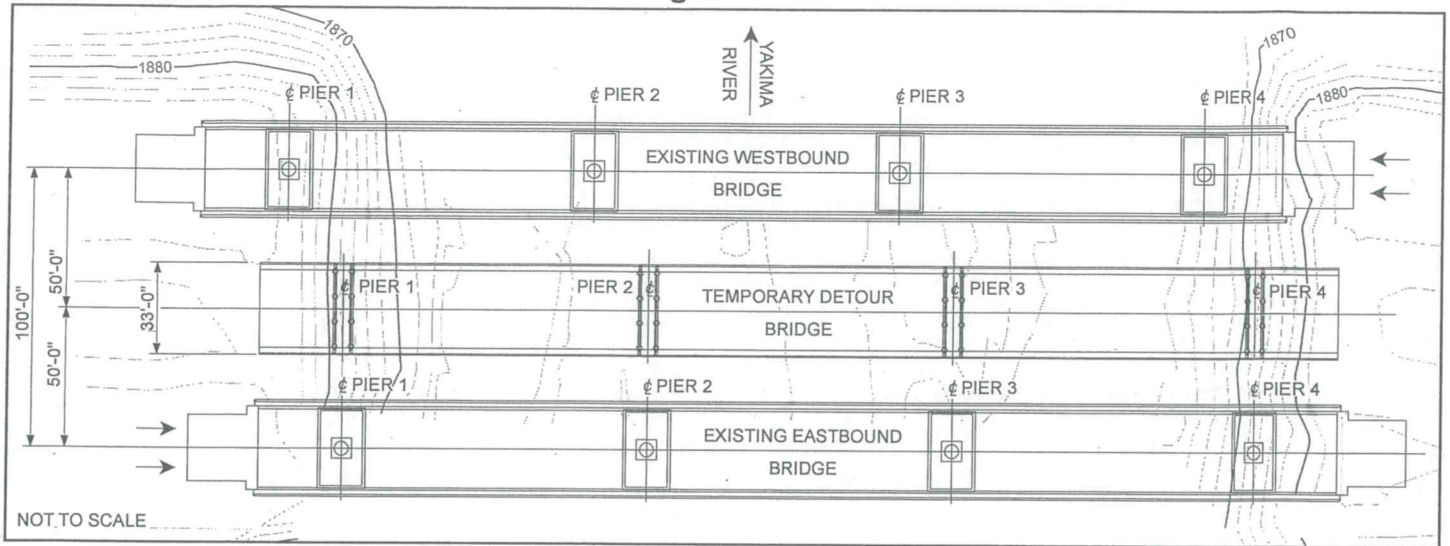 1870
1880
℄ PIER 1
℄ PIER 2
YAKIMA
RIVER
℄ PIER 3
℄ PIER 4
1870
1880
EXISTING WESTBOUND
BRIDGE
100'-0"
50'-0"
50'-0"
33'-0"
℄ PIER 1
PIER 2 ℄
TEMPORARY DETOUR
BRIDGE
℄ PIER 3
℄ PIER 4
℄ PIER 1
℄ PIER 2
℄ PIER 3
℄ PIER 4
EXISTING EASTBOUND
BRIDGE
NOT TO SCALE